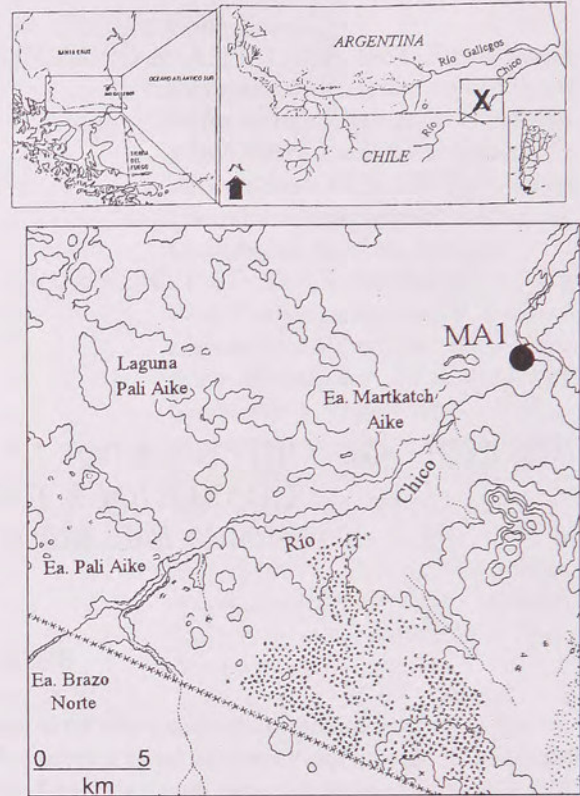 SANTA CRUZ
OCEANO ATLANTICO SUR
TIERRA
DEL
FUEGO
ARGENTINA
Río Gallegos
Chico
X
Río
CHILE
MA1
Laguna
Pali Aike
Ea. Martkatch
Aike
Chico
Río
Ea. Pali Aike
Ea. Brazo
Norte
0 5
km